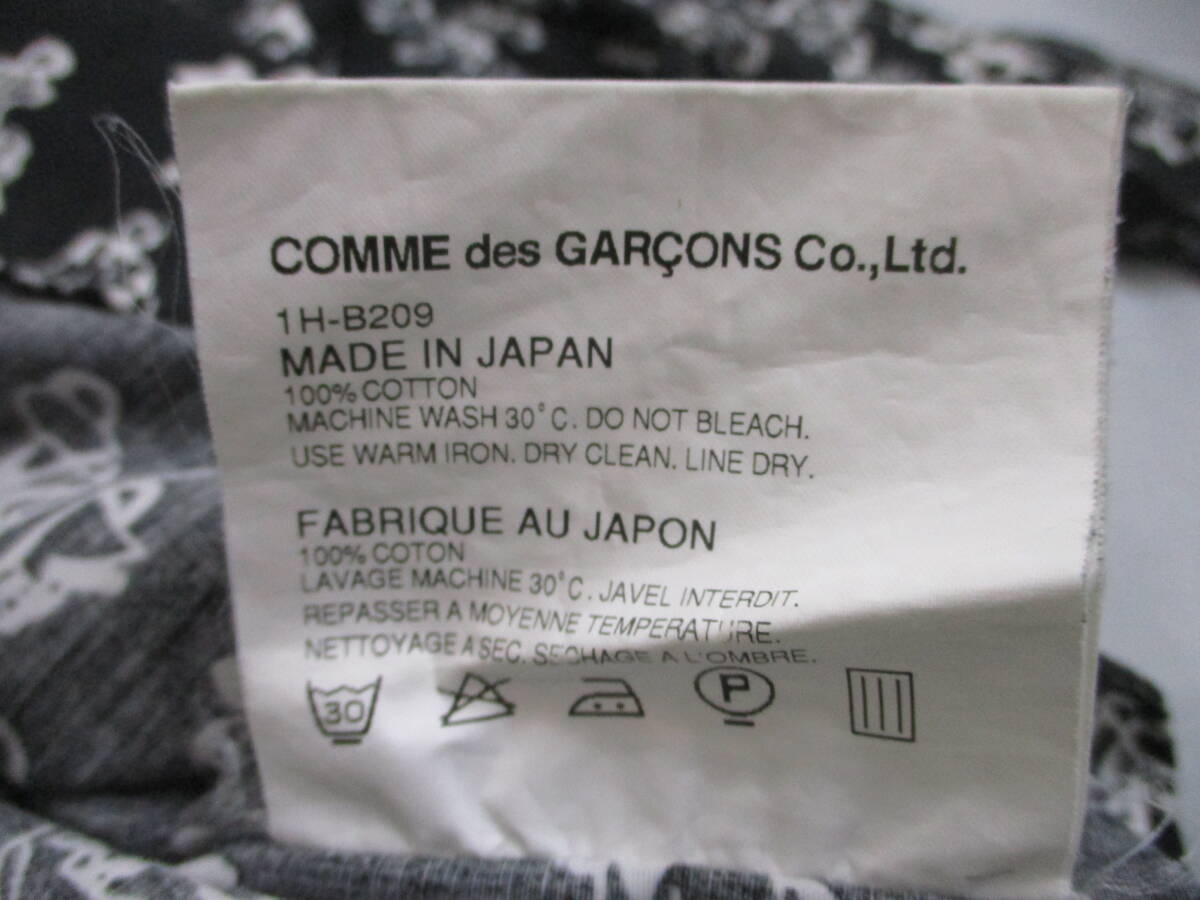 COMME des GARÇONS Co.,Ltd.
1H-B209
MADE IN JAPAN
100% COTTON
MACHINE WASH 30°C. DO NOT BLEACH.
USE WARM IRON. DRY CLEAN. LINE DRY.
FABRIQUE AU JAPON
100% COTON
LAVAGE MACHINE 30°C. JAVEL INTERDIT.
REPASSER A MOYENNE TEMPERATURE.
NETTOYAGE A SEC. SECHAGE A L'OMBRE.
30 P